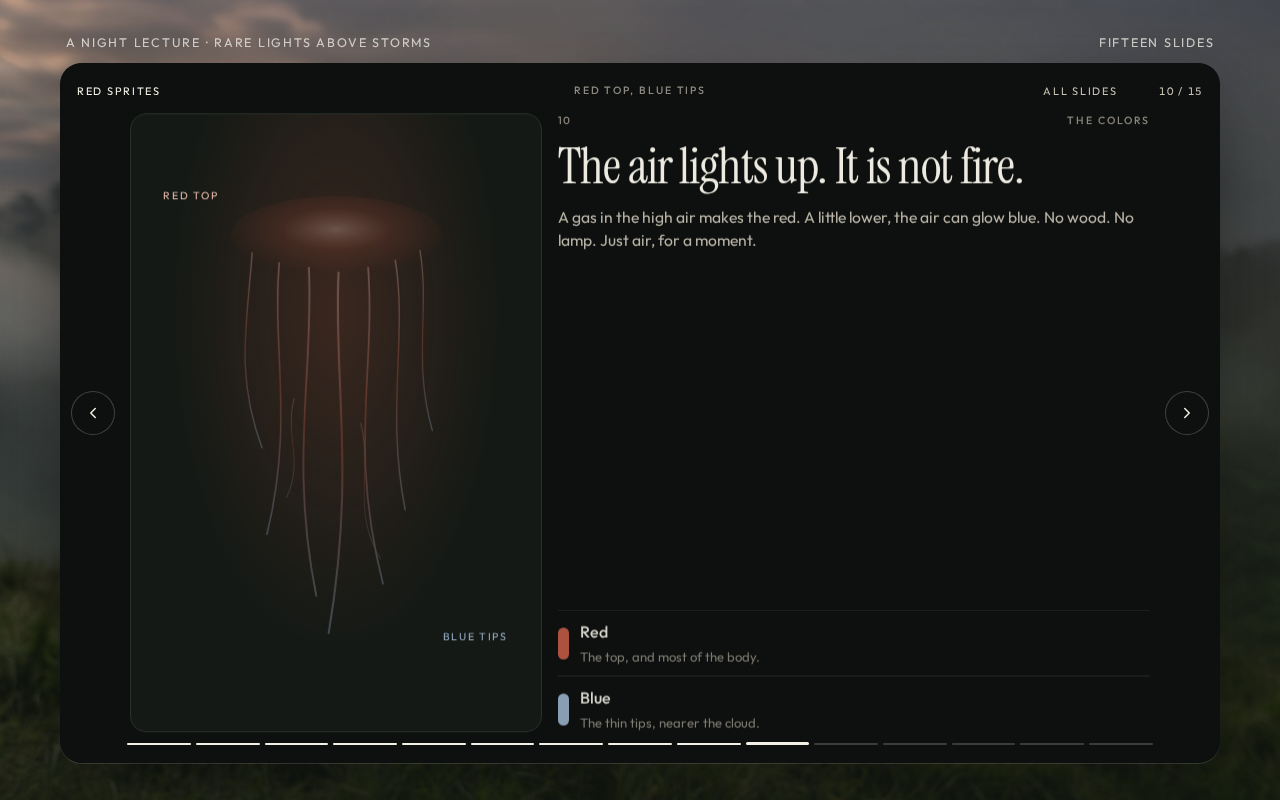 A NIGHT LECTURE · RARE LIGHTS ABOVE STORMS
FIFTEEN SLIDES
RED SPRITES
RED TOP, BLUE TIPS
ALL SLIDES
10 / 15
RED TOP
BLUE TIPS
10
THE COLORS
The air lights up. It is not fire.
A gas in the high air makes the red. A little lower, the air can glow blue. No wood. No
lamp. Just air, for a moment.
Red
The top, and most of the body.
Blue
The thin tips, nearer the cloud.